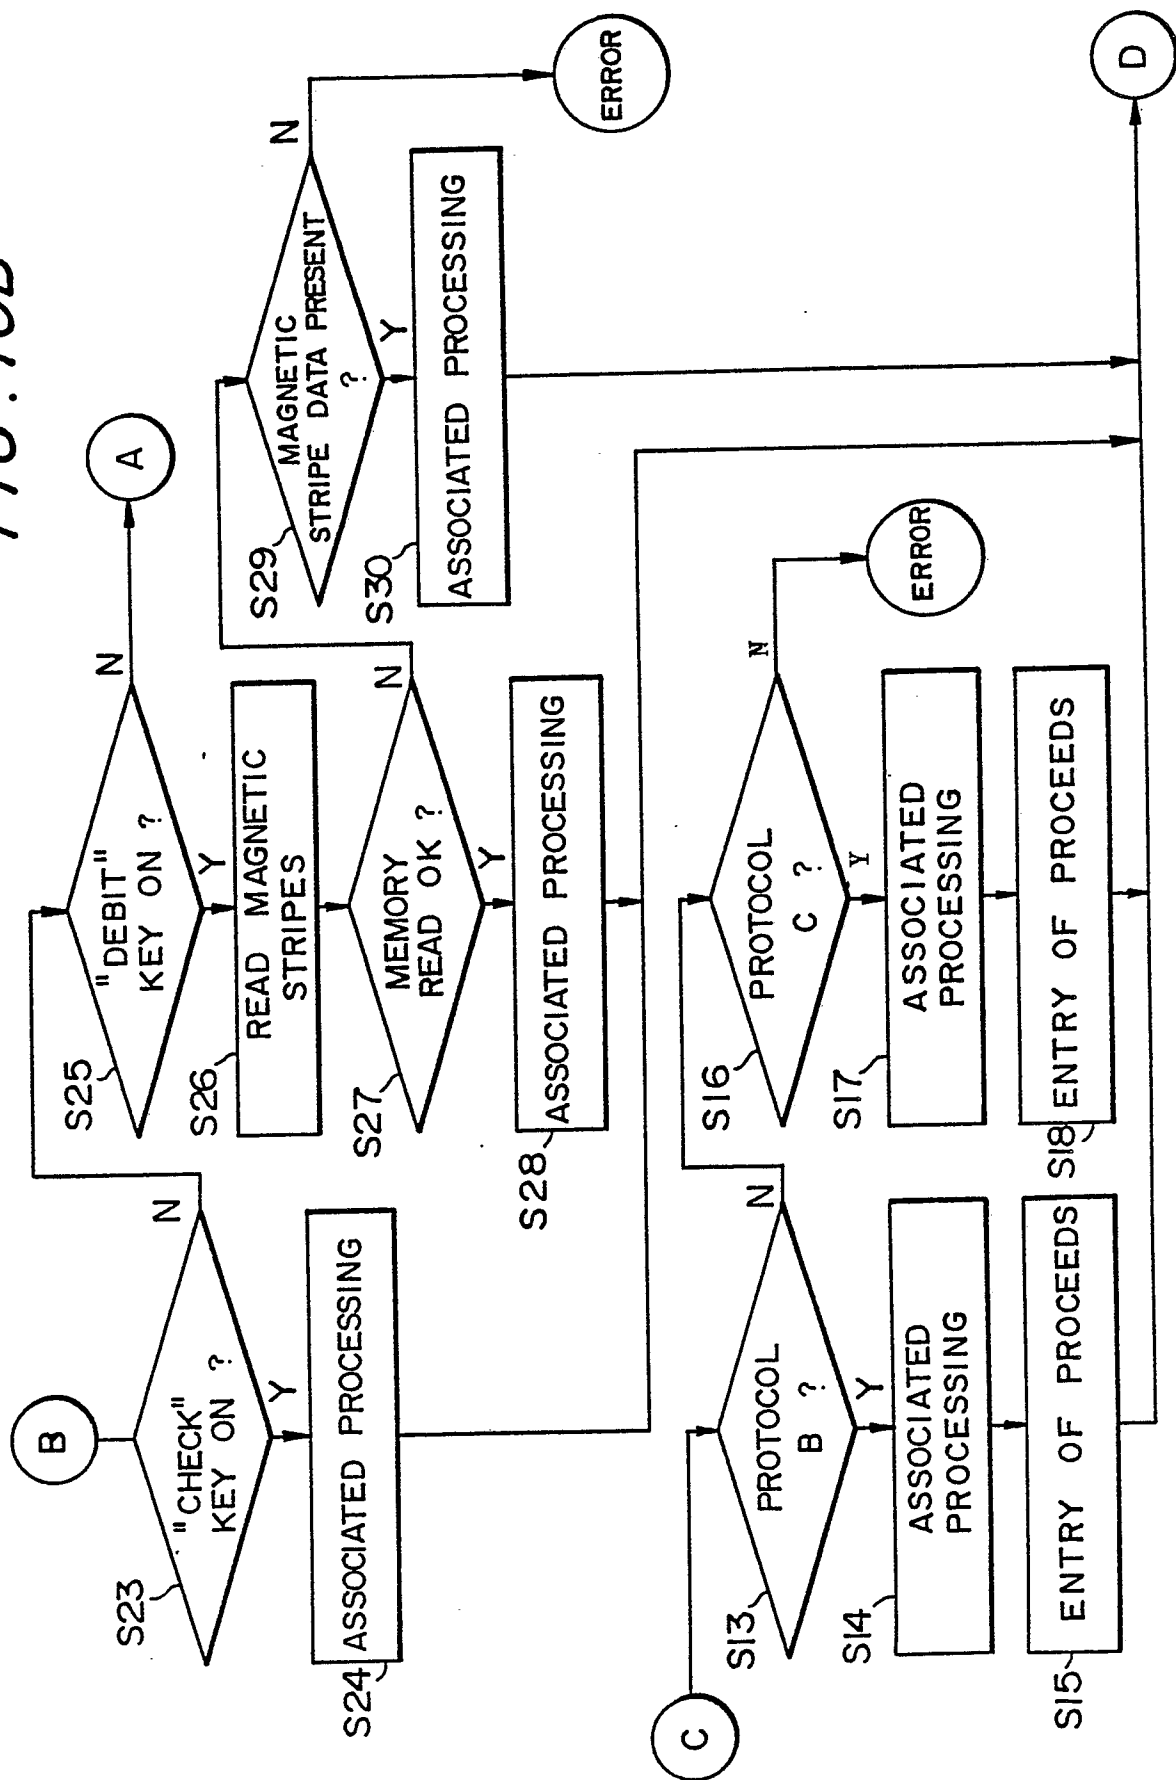 B
S23
"CHECK"
KEY ON ?
N
Y
S24
ASSOCIATED PROCESSING
S25
"DEBIT"
KEY ON ?
N
A
Y
S26
READ MAGNETIC
STRIPES
S27
MEMORY
READ OK ?
N
Y
S28
ASSOCIATED PROCESSING
S29
MAGNETIC
STRIPE DATA PRESENT
?
N
ERROR
Y
S30
ASSOCIATED PROCESSING
C
S13
PROTOCOL
B ?
N
Y
S14
ASSOCIATED
PROCESSING
S15
ENTRY OF PROCEEDS
S16
PROTOCOL
C ?
N
ERROR
Y
S17
ASSOCIATED
PROCESSING
S18
ENTRY OF PROCEEDS
D